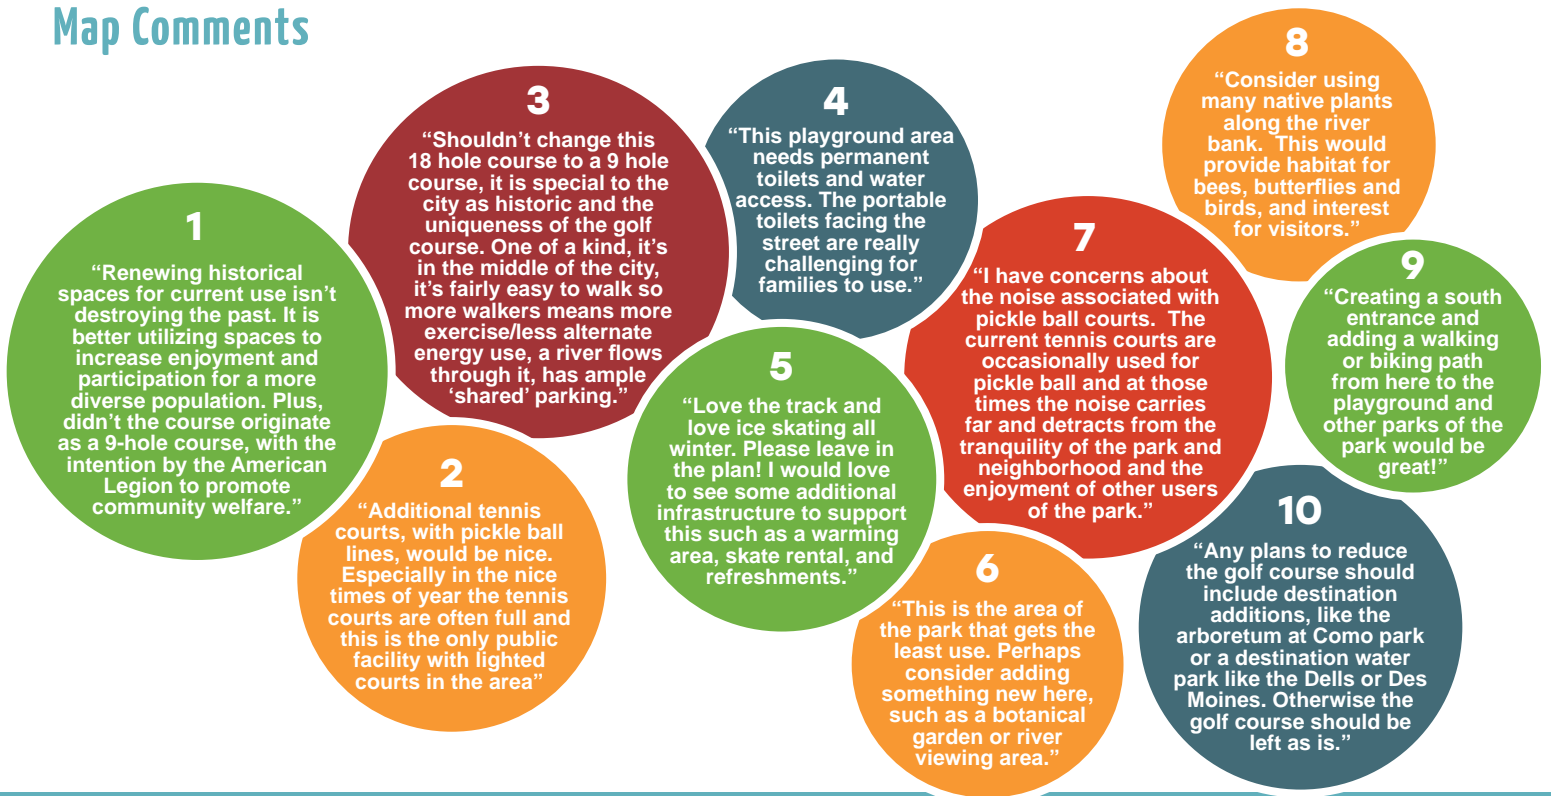 Map Comments
1
“Renewing historical
spaces for current use isn’t
destroying the past. It is
better utilizing spaces to
increase enjoyment and
participation for a more
diverse population. Plus,
didn’t the course originate
as a 9-hole course, with the
intention by the American
Legion to promote
community welfare.”
2
“Additional tennis
courts, with pickle ball
lines, would be nice.
Especially in the nice
times of year the tennis
courts are often full and
this is the only public
facility with lighted
courts in the area”
3
“Shouldn’t change this
18 hole course to a 9 hole
course, it is special to the
city as historic and the
uniqueness of the golf
course. One of a kind, it’s
in the middle of the city,
it’s fairly easy to walk so
more walkers means more
exercise/less alternate
energy use, a river flows
through it, has ample
‘shared’ parking.”
4
“This playground area
needs permanent
toilets and water
access. The portable
toilets facing the
street are really
challenging for
families to use.”
5
“Love the track and
love ice skating all
winter. Please leave in
the plan! I would love
to see some additional
infrastructure to support
this such as a warming
area, skate rental, and
refreshments.”
6
“This is the area of
the park that gets the
least use. Perhaps
consider adding
something new here,
such as a botanical
garden or river
viewing area.”
7
“I have concerns about
the noise associated with
pickle ball courts.  The
current tennis courts are
occasionally used for
pickle ball and at those
times the noise carries
far and detracts from the
tranquility of the park and
neighborhood and the
enjoyment of other users
of the park.”
8
“Consider using
many native plants
along the river
bank.  This would
provide habitat for
bees, butterflies and
birds, and interest
for visitors.”
9
“Creating a south
entrance and
adding a walking
or biking path
from here to the
playground and
other parks of the
park would be
great!”
10
“Any plans to reduce
the golf course should
include destination
additions, like the
arboretum at Como park
or a destination water
park like the Dells or Des
Moines. Otherwise the
golf course should be
left as is.”